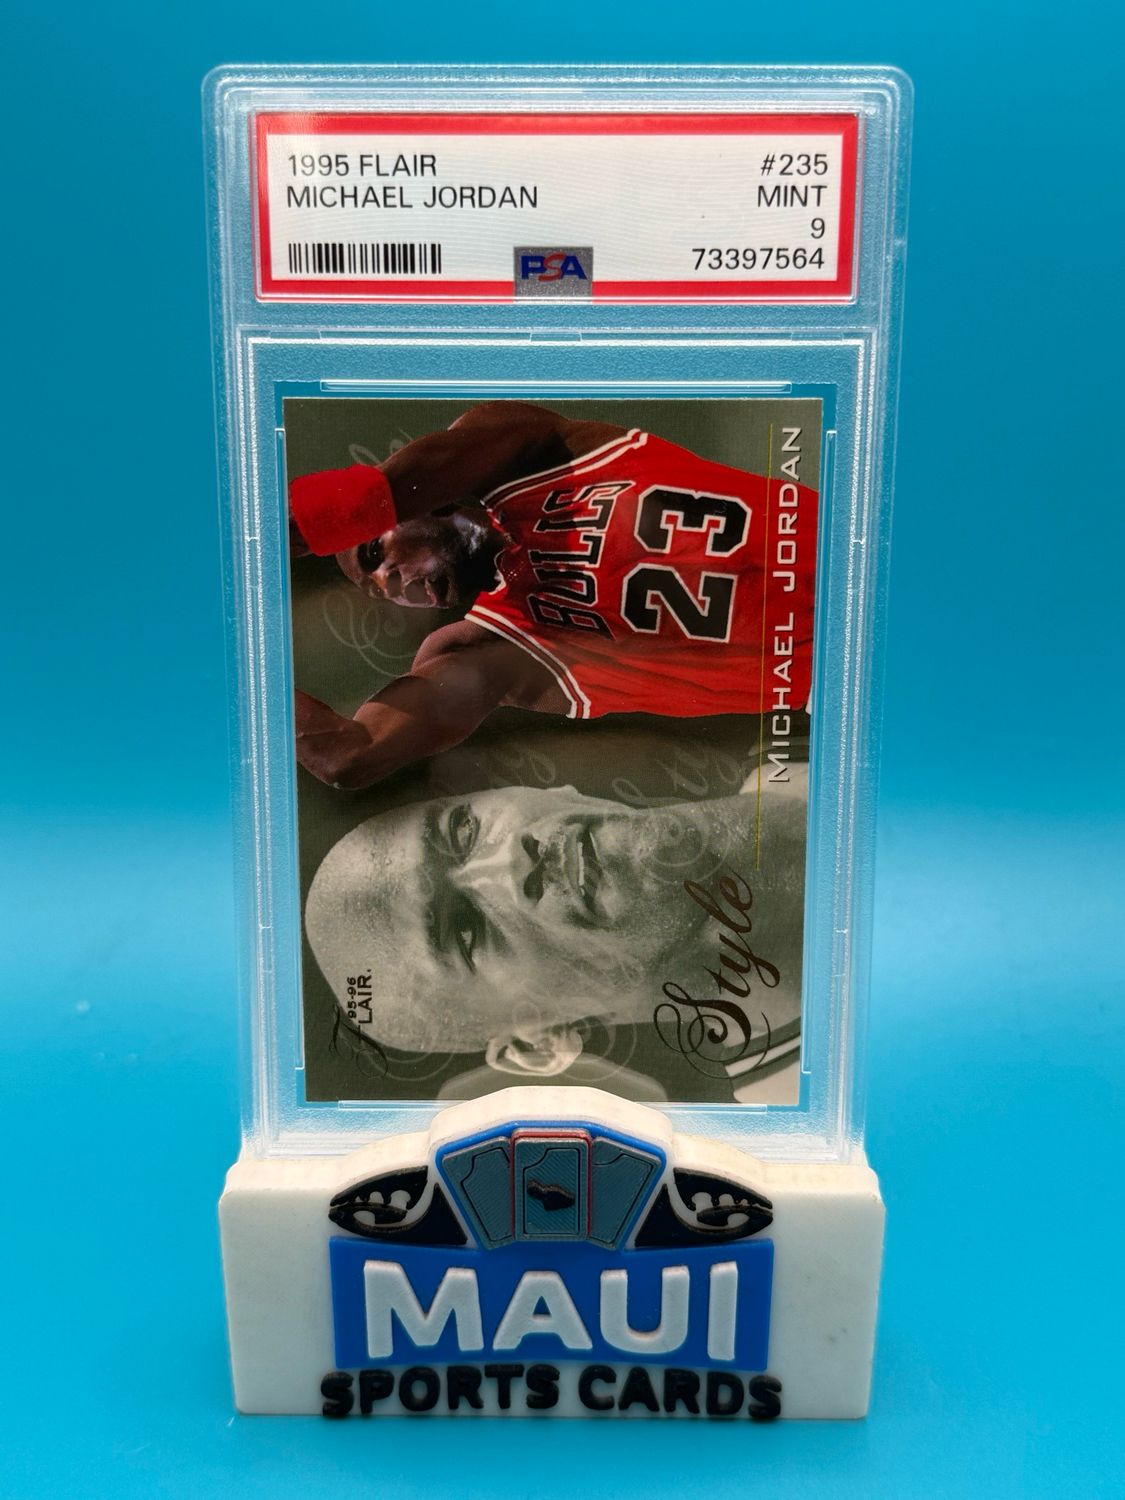 1995 FLAIR #235
MICHAEL JORDAN MINT
9
PSA 73397564
BULLS
23
MICHAEL JORDAN
Style
95-96
FLAIR.
MAUI
SPORTS CARDS